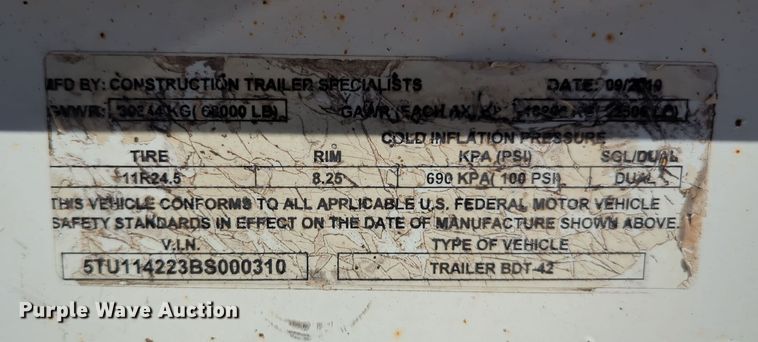 MFD BY: CONSTRUCTION TRAILER SPECIALISTS DATE: 09/2010
GVWR: KG( 68000 LB) GAWR (EACH AXLE)
COLD INFLATION PRESSURE
TIRE RIM KPA (PSI) SGL/DUAL
11R24.5 8.25 690 KPA( 100 PSI) DUAL
THIS VEHICLE CONFORMS TO ALL APPLICABLE U.S. FEDERAL MOTOR VEHICLE
SAFETY STANDARDS IN EFFECT ON THE DATE OF MANUFACTURE SHOWN ABOVE.
V.I.N. TYPE OF VEHICLE
5TU114223BS000310 TRAILER BDT-42
Purple Wave Auction